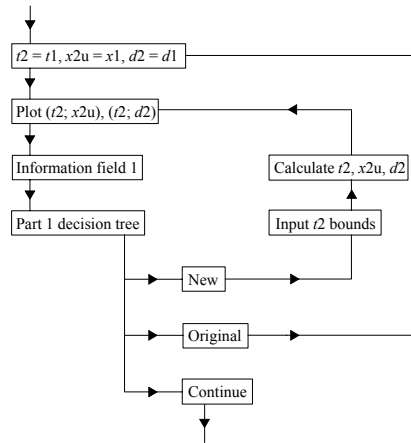 t2 = t1, x2u = x1, d2 = d1
Plot (t2; x2u), (t2; d2)
Information field 1
Calculate t2, x2u, d2
Part 1 decision tree
Input t2 bounds
New
Original
Continue